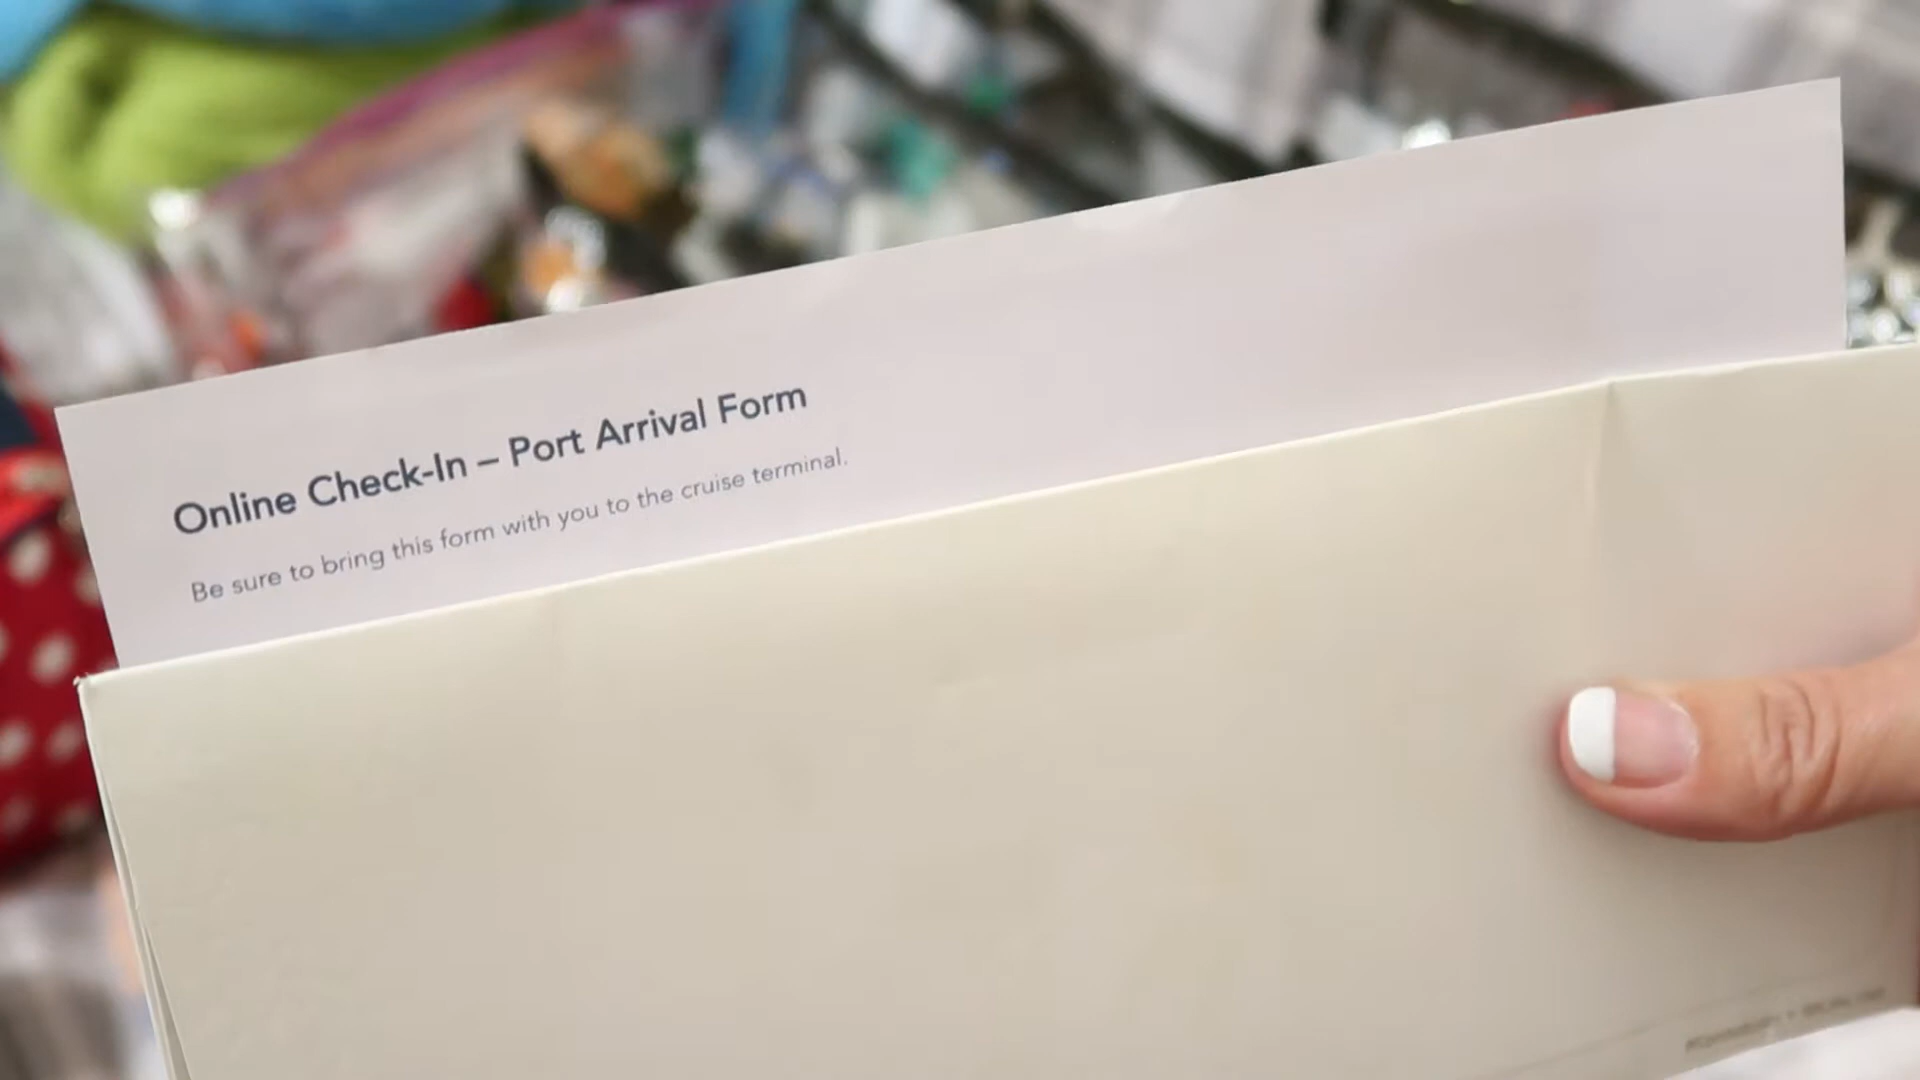 Online Check-In – Port Arrival Form
Be sure to bring this form with you to the cruise terminal.